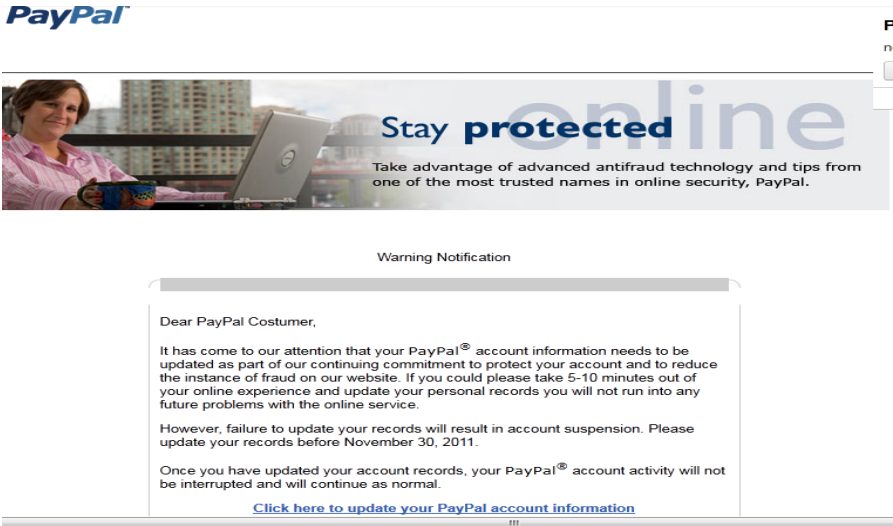 PayPal™
online
Stay protected
Take advantage of advanced antifraud technology and tips from
one of the most trusted names in online security, PayPal.
Warning Notification
Dear PayPal Costumer,
It has come to our attention that your PayPal® account information needs to be
updated as part of our continuing commitment to protect your account and to reduce
the instance of fraud on our website. If you could please take 5-10 minutes out of
your online experience and update your personal records you will not run into any
future problems with the online service.
However, failure to update your records will result in account suspension. Please
update your records before November 30, 2011.
Once you have updated your account records, your PayPal® account activity will not
be interrupted and will continue as normal.
Click here to update your PayPal account information